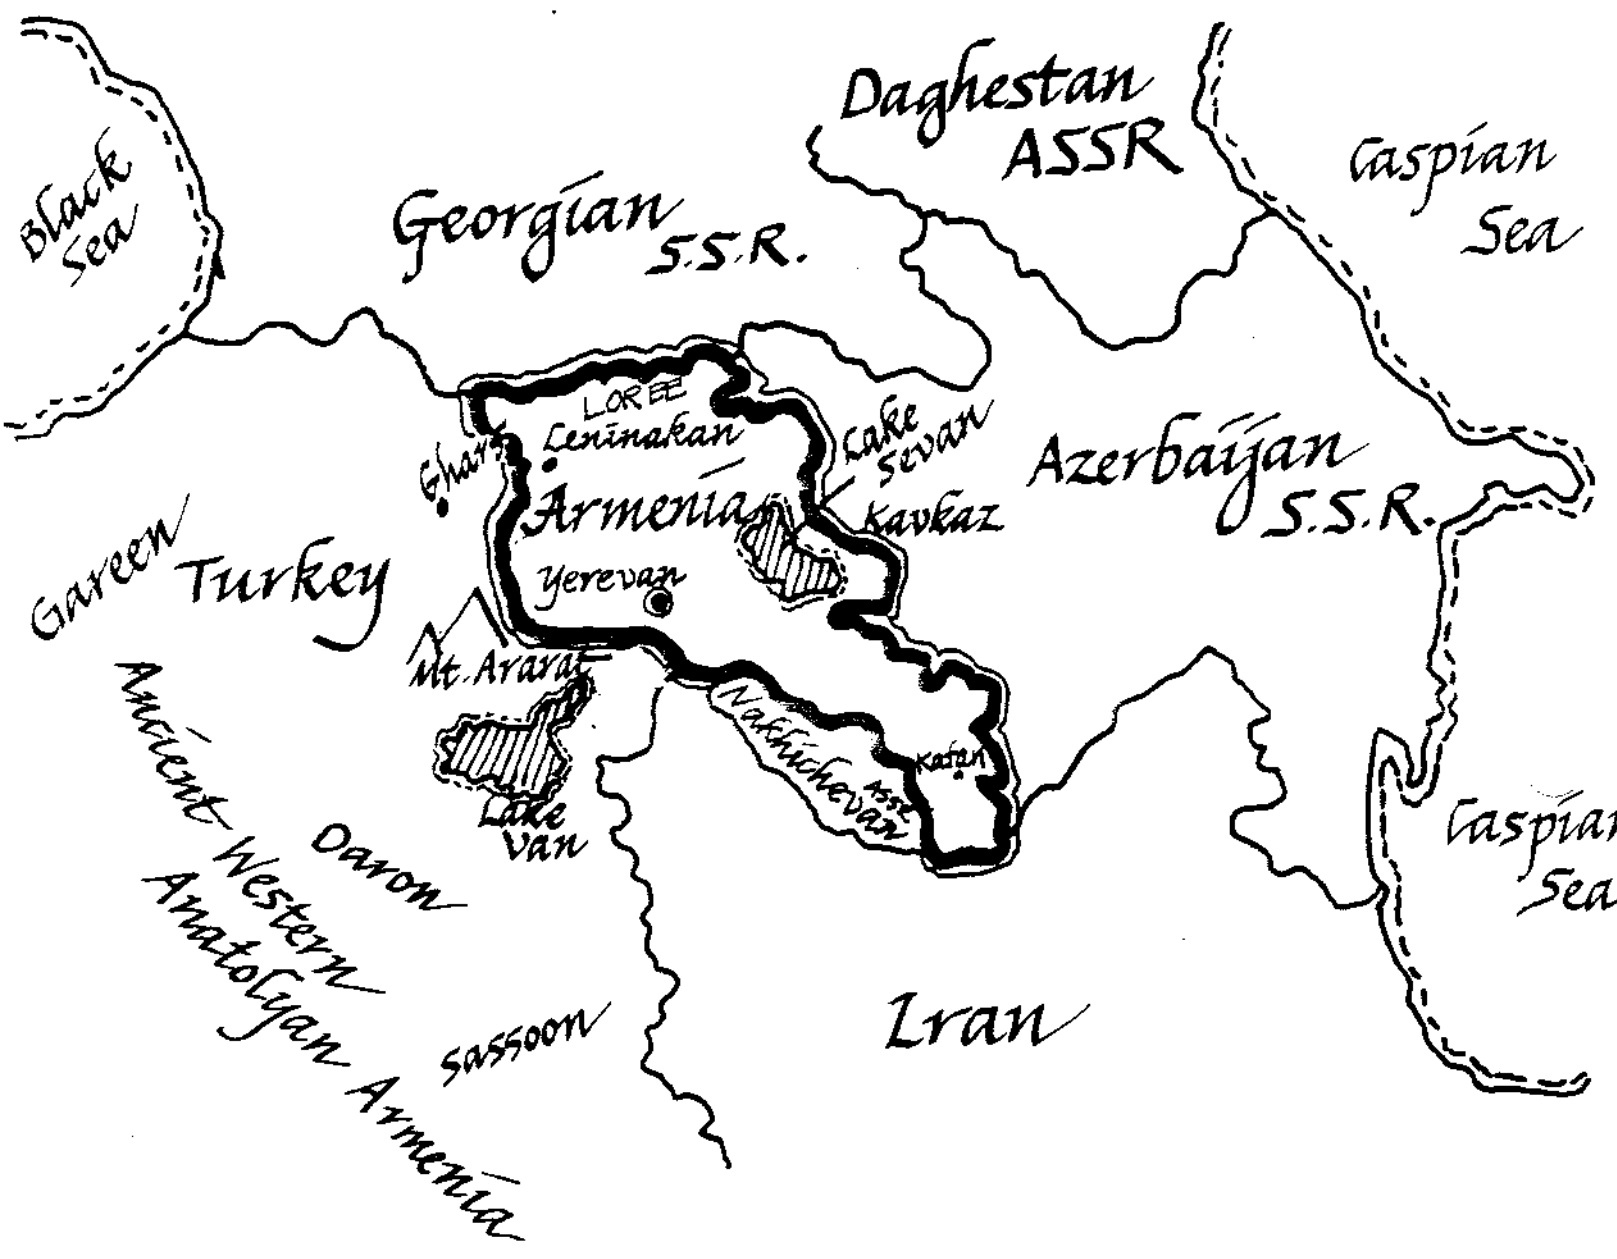 Daghestan
ASSR
Caspian
Sea
Black
Sea
Georgian
S.S.R.
LOREE
Leninakan
Ghars
Lake
Sevan
Azerbaijan
S.S.R.
Armenia
Kavkaz
Gareen
Turkey
Yerevan
Mt. Ararat
Nakhichevan
ASSR
Kafan
Lake
Van
Caspian
Sea
Daron
Ancient Western
Anatolyan Armenia
Sassoon
Iran